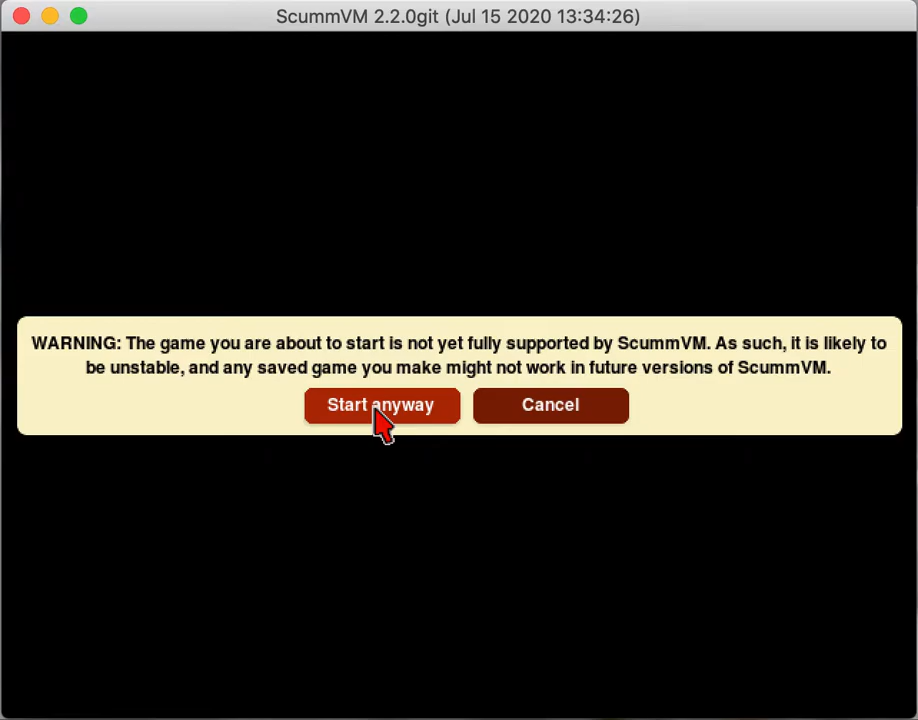 ScummVM 2.2.0git (Jul 15 2020 13:34:26)
WARNING: The game you are about to start is not yet fully supported by ScummVM. As such, it is likely to
be unstable, and any saved game you make might not work in future versions of ScummVM.
Start anyway Cancel